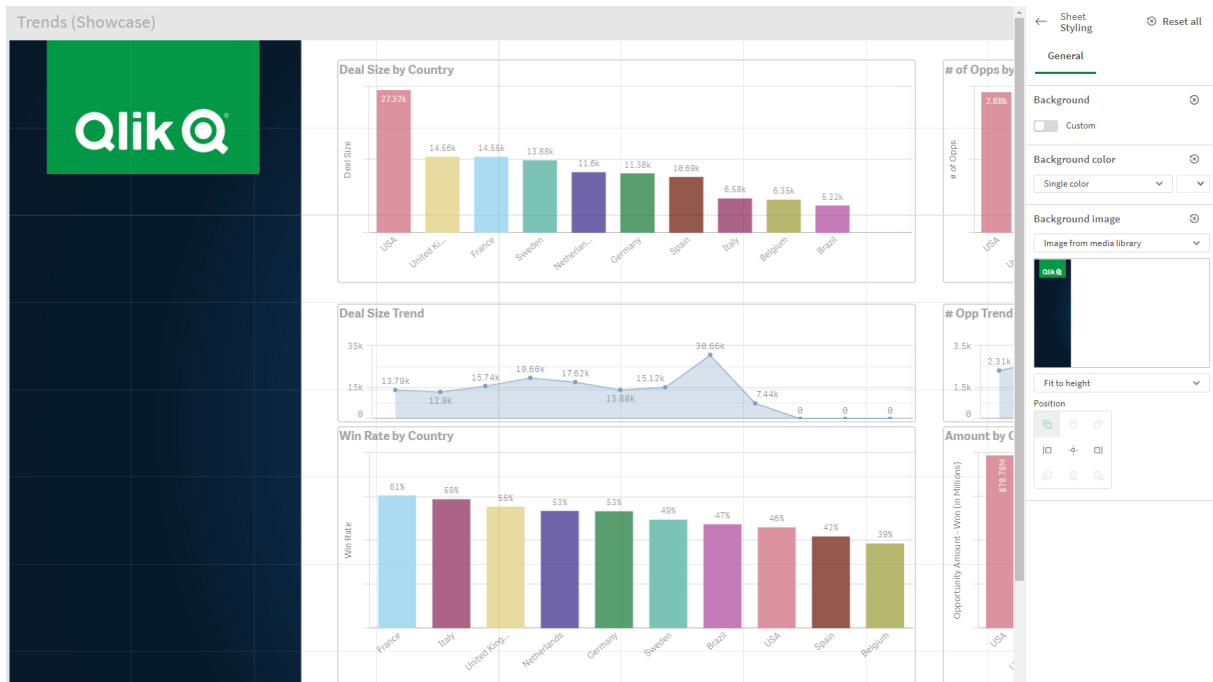 Trends (Showcase)
Qlik
Deal Size by Country
Deal Size
27.32k
14.56k
14.55k
13.88k
11.6k
11.38k
10.69k
6.58k
6.35k
5.22k
USA
United Ki...
France
Sweden
Netherlan...
Germany
Spain
Italy
Belgium
Brazil
# of Opps by
# of Opps
2.88k
USA
Deal Size Trend
35k
15k
0
13.79k
12.9k
15.74k
19.66k
17.62k
13.88k
15.12k
30.66k
7.44k
0
0
0
# Opp Trend
3.5k
1.5k
0
2.31k
Win Rate by Country
Win Rate
61%
59%
55%
53%
53%
49%
47%
46%
42%
39%
France
Italy
United King...
Netherlands
Germany
Sweden
Brazil
USA
Spain
Belgium
Amount by C
Opportunity Amount - Won (in Millions)
$78.78M
USA
Sheet
Styling
Reset all
General
Background
Custom
Background color
Single color
Background image
Image from media library
Qlik
Fit to height
Position